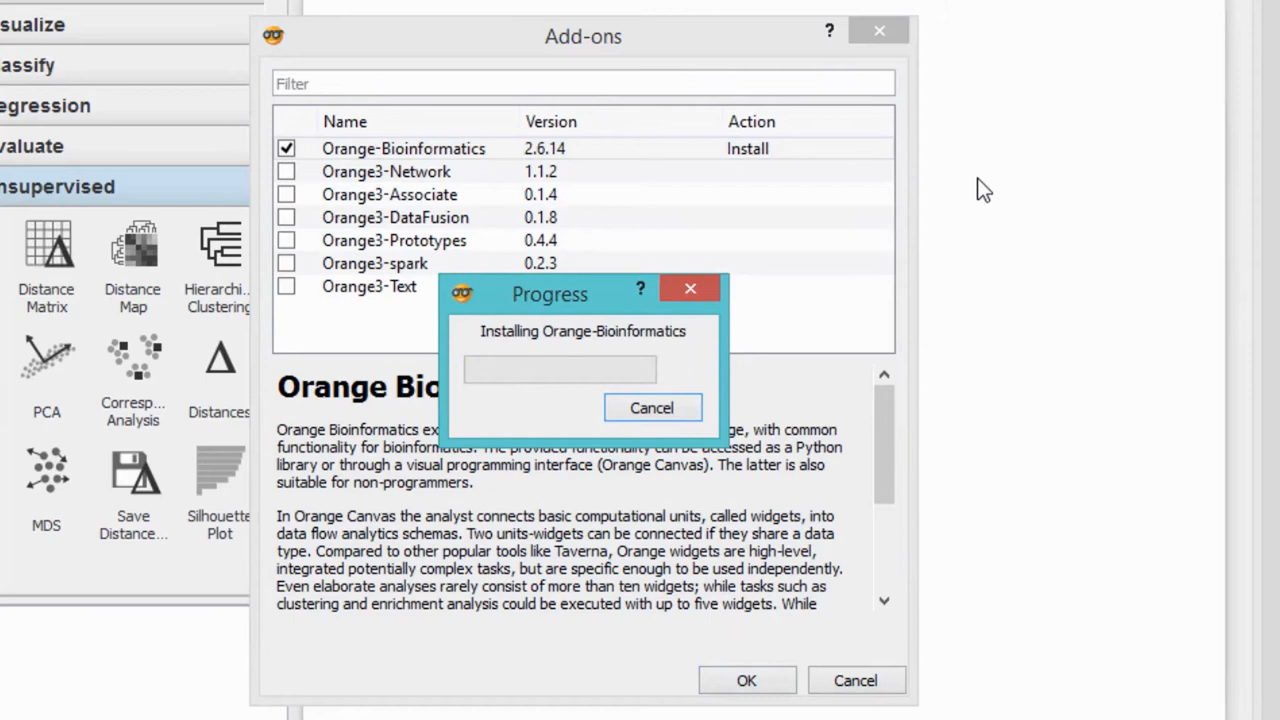 sualize
assify
egression
valuate
nsupervised
Distance
Matrix
Distance
Map
Hierarchi...
Clustering
PCA
Corresp...
Analysis
Distances
MDS
Save
Distance...
Silhouette
Plot
Add-ons
?
Filter
Name Version Action
Orange-Bioinformatics 2.6.14 Install
Orange3-Network 1.1.2
Orange3-Associate 0.1.4
Orange3-DataFusion 0.1.8
Orange3-Prototypes 0.4.4
Orange3-spark 0.2.3
Orange3-Text
Progress
?
Installing Orange-Bioinformatics
Cancel
Orange Bio
Orange Bioinformatics ex ge, with common
functionality for bioinformatics. The provided functionality can be accessed as a Python
library or through a visual programming interface (Orange Canvas). The latter is also
suitable for non-programmers.
In Orange Canvas the analyst connects basic computational units, called widgets, into
data flow analytics schemas. Two units-widgets can be connected if they share a data
type. Compared to other popular tools like Taverna, Orange widgets are high-level,
integrated potentially complex tasks, but are specific enough to be used independently.
Even elaborate analyses rarely consist of more than ten widgets; while tasks such as
clustering and enrichment analysis could be executed with up to five widgets. While
OK
Cancel